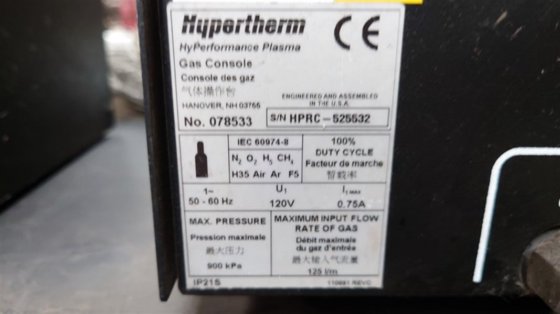 Hypertherm
HyPerformance Plasma
CE
Gas Console
Console des gaz
气体操作台
HANOVER, NH 03755
ENGINEERED AND ASSEMBLED
IN THE U.S.A.
No. 078533
S/N HPRC-525532
IEC 60974-8
N₂ O₂ H₅ CH₄
H35 Air Ar F5
100%
DUTY CYCLE
Facteur de marche
暂载率
1~
50 - 60 Hz
U₁
120V
I₁ MAX
0.75A
MAX. PRESSURE
Pression maximale
最大压力
900 kPa
MAXIMUM INPUT FLOW
RATE OF GAS
Débit maximale
du gaz d'entrée
最大输入气流量
125 l/m
IP21S